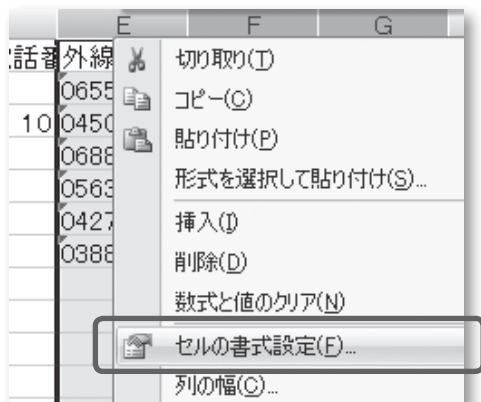 E F G
話番 外線 切り取り(T)
0655 コピー(C)
10 0450 貼り付け(P)
0688
0563 形式を選択して貼り付け(S)...
0427 挿入(I)
0388 削除(D)
数式と値のクリア(N)
セルの書式設定(F)...
列の幅(C)...